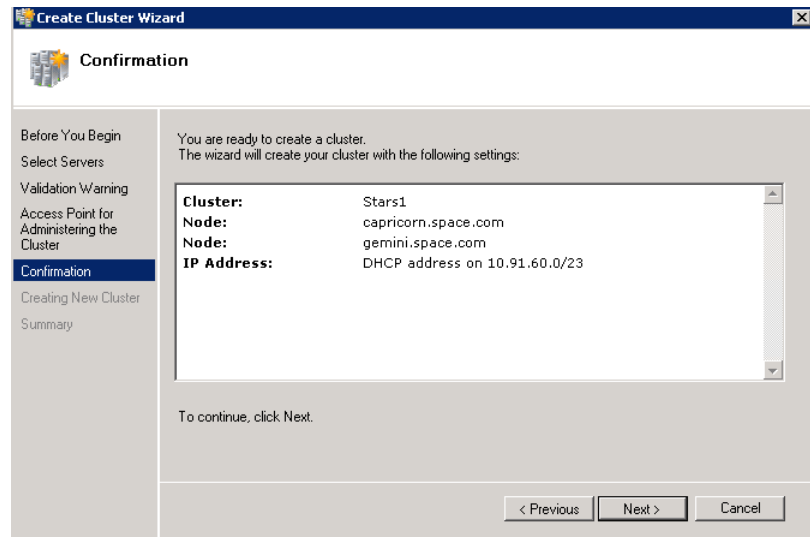 Create Cluster Wizard
Confirmation
Before You Begin
Select Servers
Validation Warning
Access Point for
Administering the
Cluster
Confirmation
Creating New Cluster
Summary
You are ready to create a cluster.
The wizard will create your cluster with the following settings:
Cluster: Stars1
Node: capricorn.space.com
Node: gemini.space.com
IP Address: DHCP address on 10.91.60.0/23
To continue, click Next.
< Previous Next > Cancel